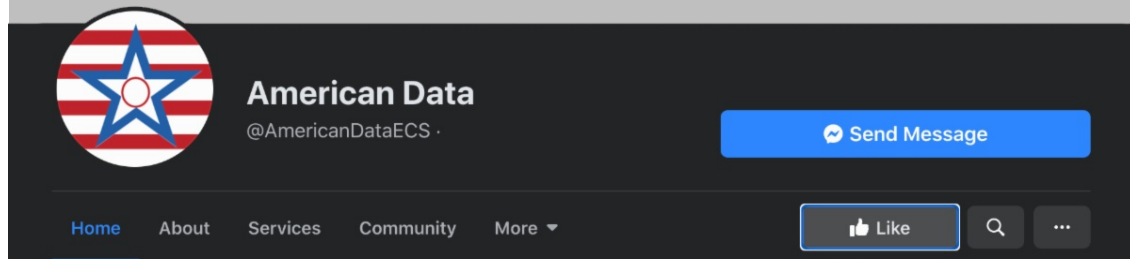 American Data
@AmericanDataECS ·
Send Message
Home About Services Community More
Like